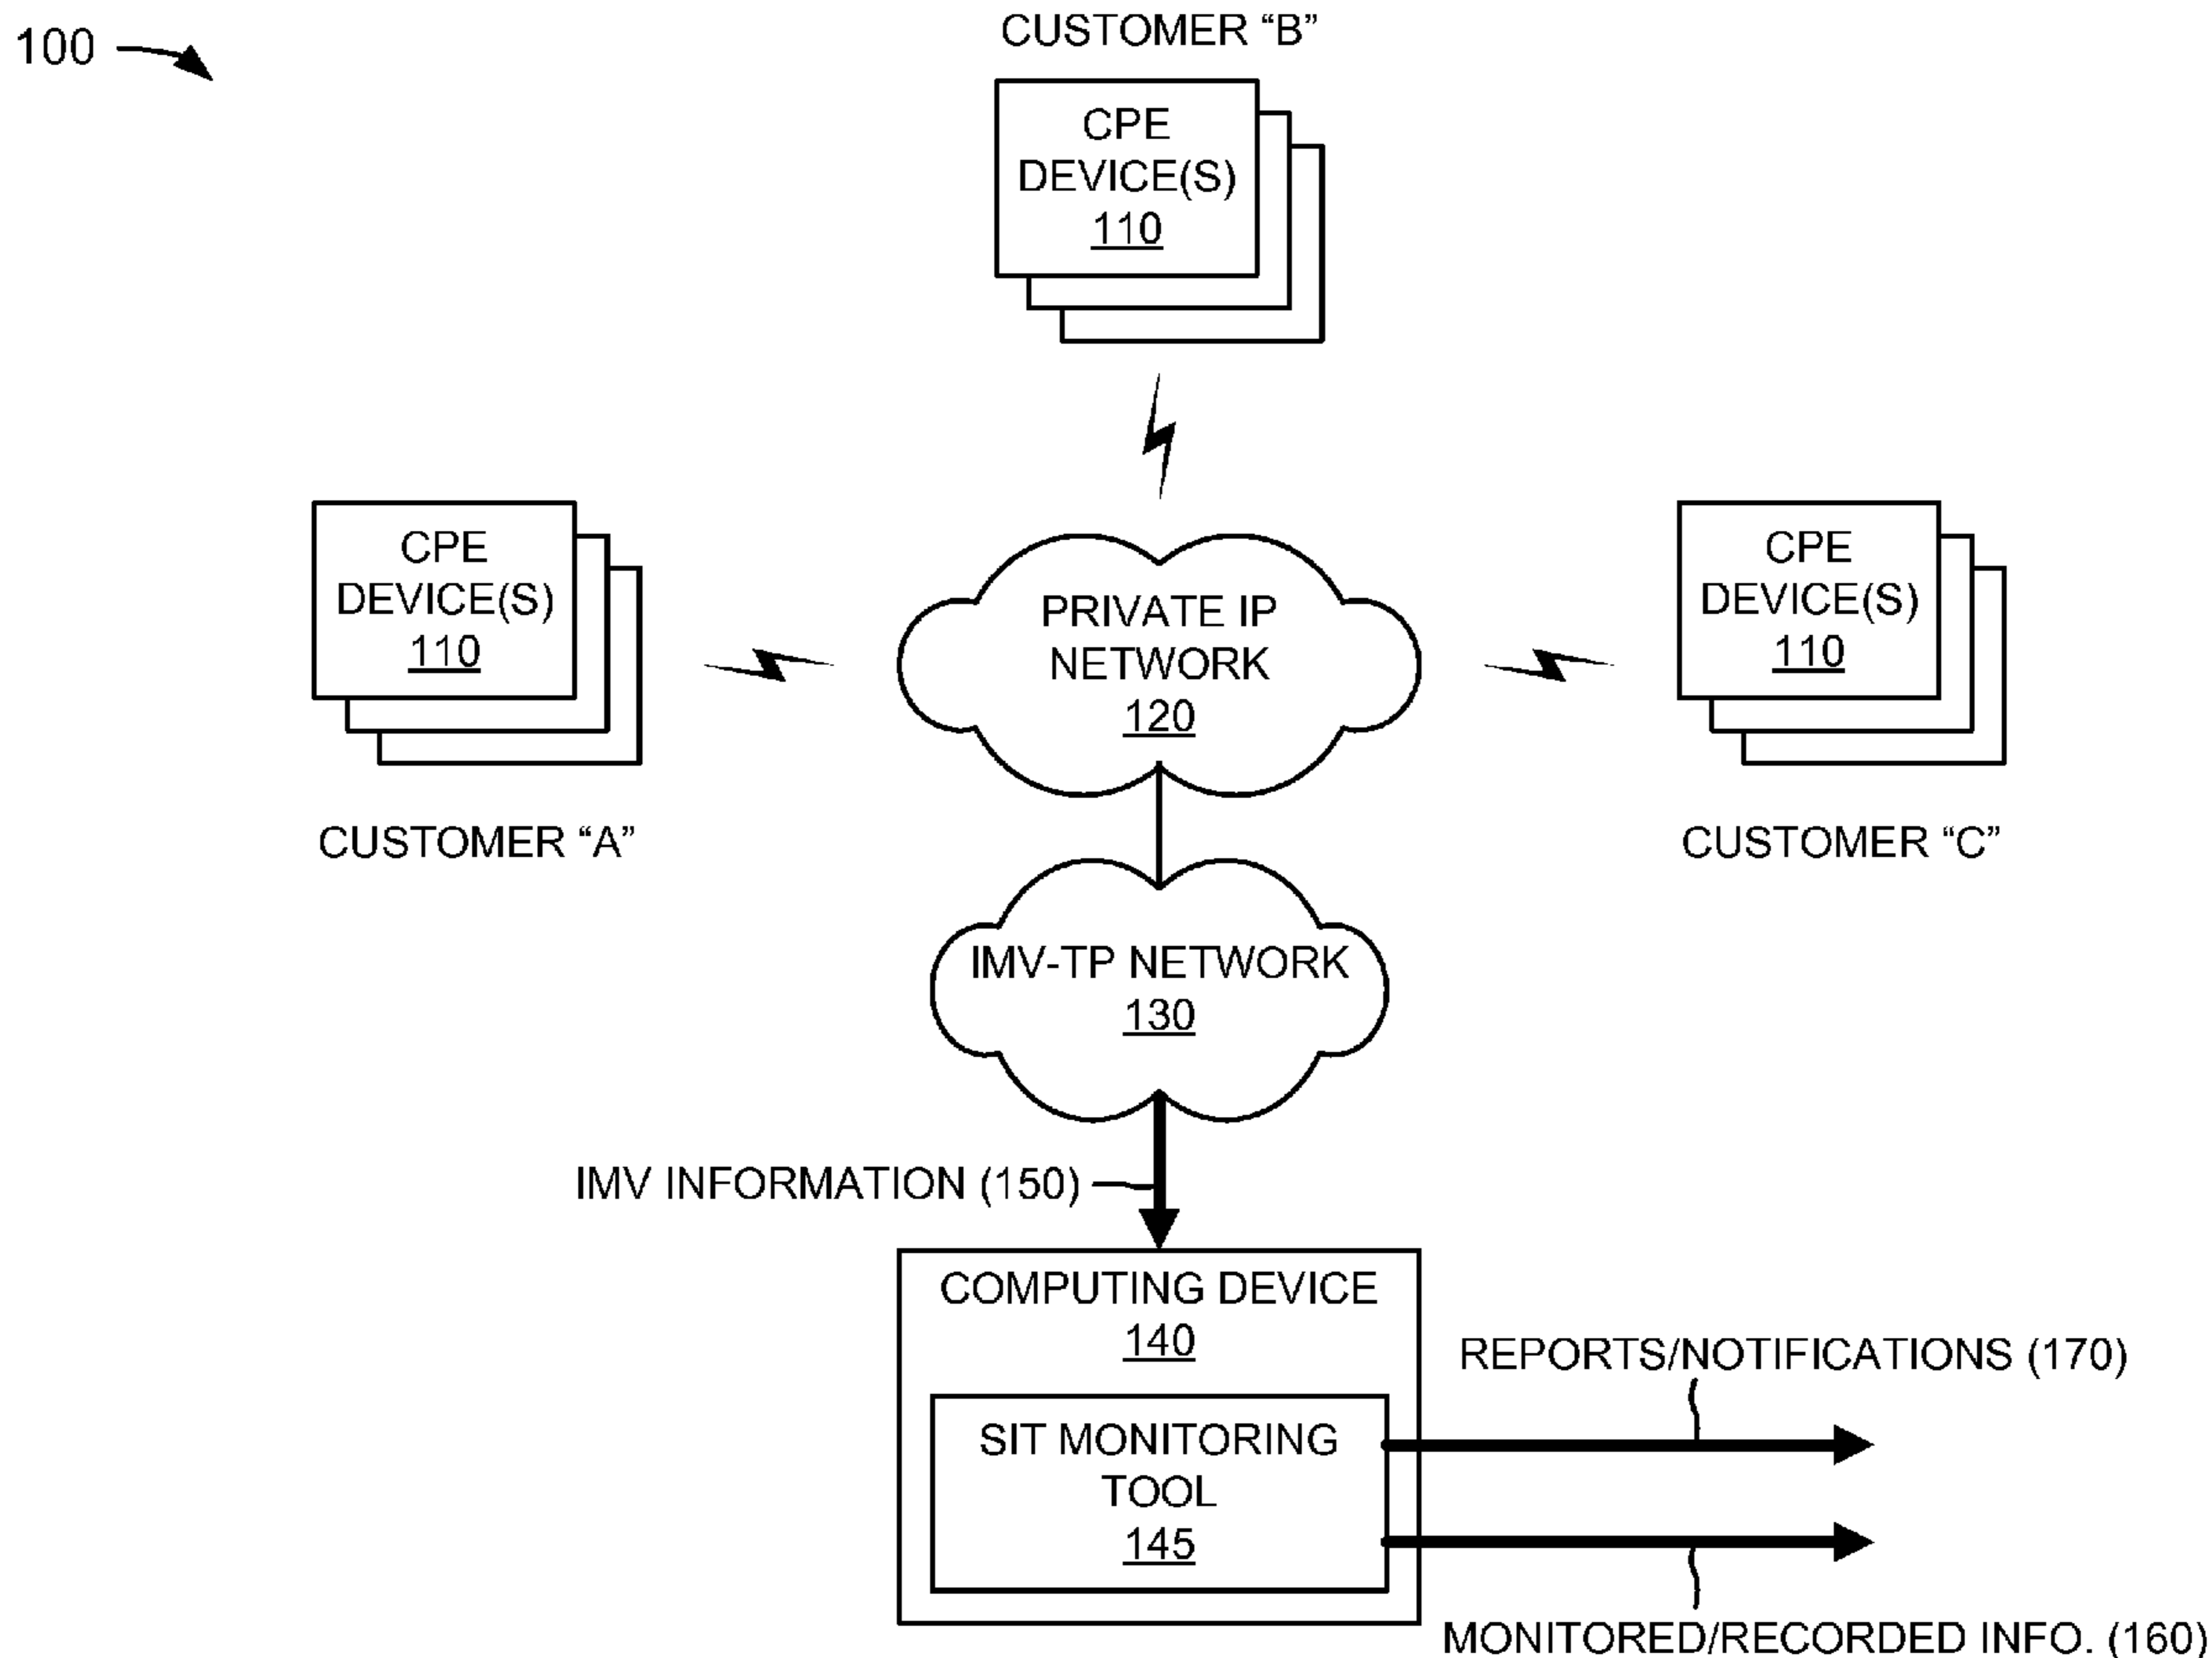 100
CUSTOMER “B”
CPE
DEVICE(S)
110
CPE
DEVICE(S)
110
CUSTOMER “A”
PRIVATE IP
NETWORK
120
CPE
DEVICE(S)
110
CUSTOMER “C”
IMV-TP NETWORK
130
IMV INFORMATION (150)
COMPUTING DEVICE
140
SIT MONITORING
TOOL
145
REPORTS/NOTIFICATIONS (170)
MONITORED/RECORDED INFO. (160)